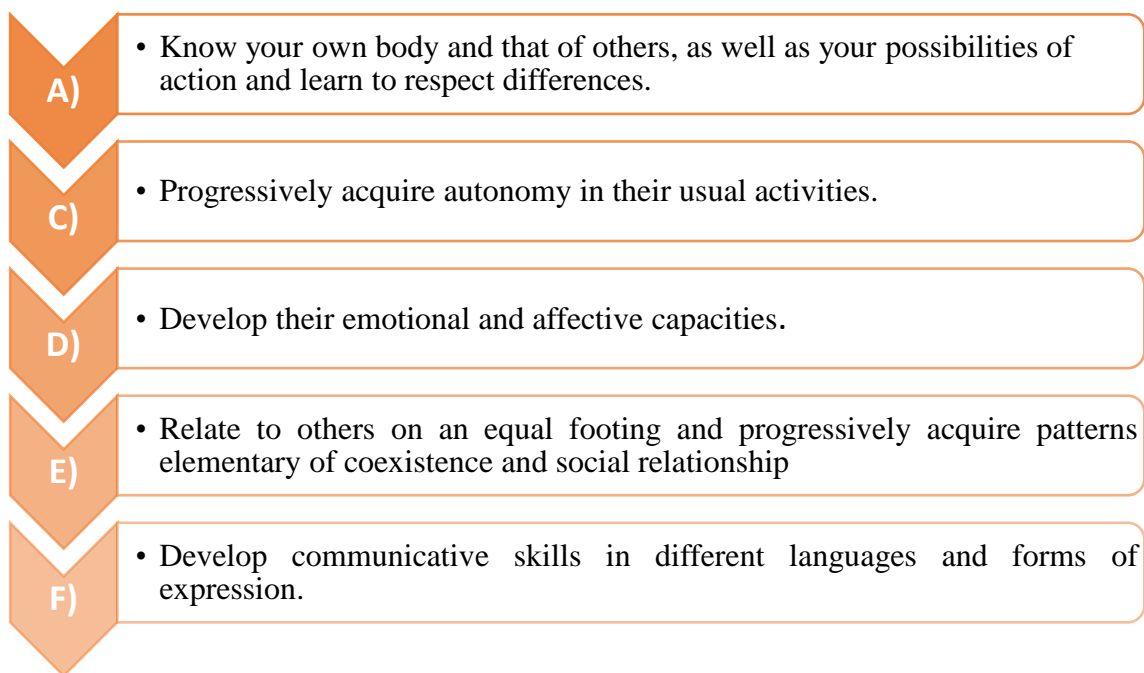 A)
• Know your own body and that of others, as well as your possibilities of
action and learn to respect differences.
C)
• Progressively acquire autonomy in their usual activities.
D)
• Develop their emotional and affective capacities.
E)
• Relate to others on an equal footing and progressively acquire patterns
elementary of coexistence and social relationship
F)
• Develop communicative skills in different languages and forms of
expression.